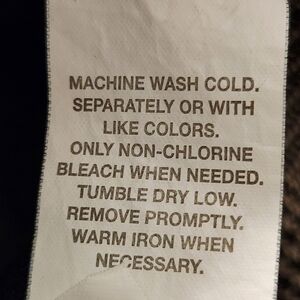 MACHINE WASH COLD.
SEPARATELY OR WITH
LIKE COLORS.
ONLY NON-CHLORINE
BLEACH WHEN NEEDED.
TUMBLE DRY LOW.
REMOVE PROMPTLY.
WARM IRON WHEN
NECESSARY.